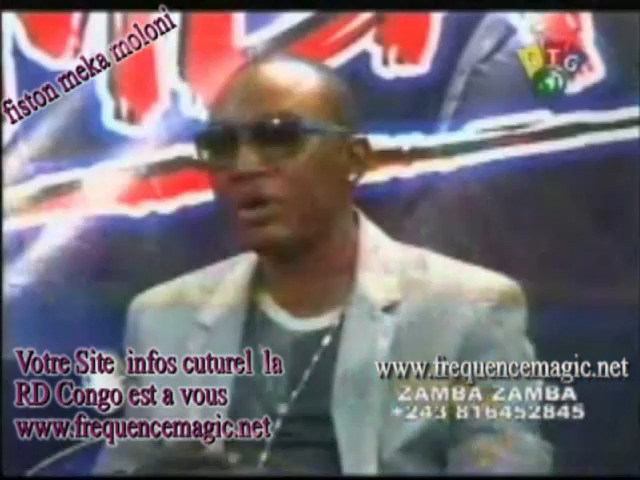 fiston meka moloni
Votre Site infos cuturel la
RD Congo est a vous
www.frequencemagic.net
www.frequencemagic.net
ZAMBA ZAMBA
+243 816452845